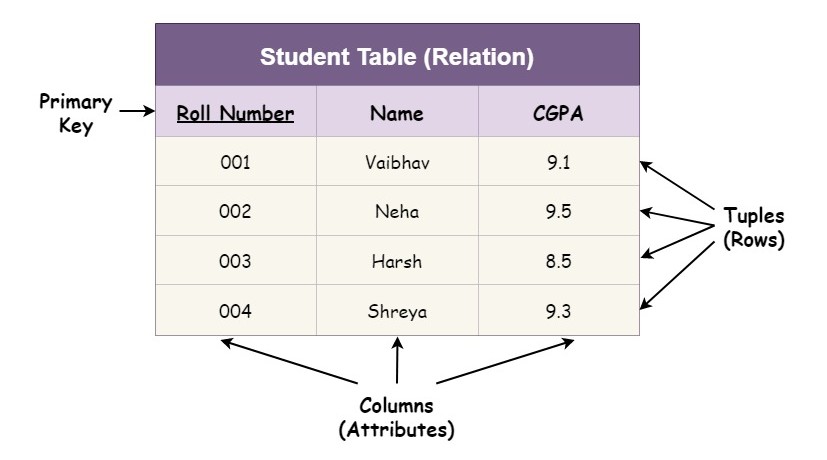 Student Table (Relation)
Primary
Key
Roll Number Name CGPA
001 Vaibhav 9.1
002 Neha 9.5
003 Harsh 8.5
004 Shreya 9.3
Tuples
(Rows)
Columns
(Attributes)